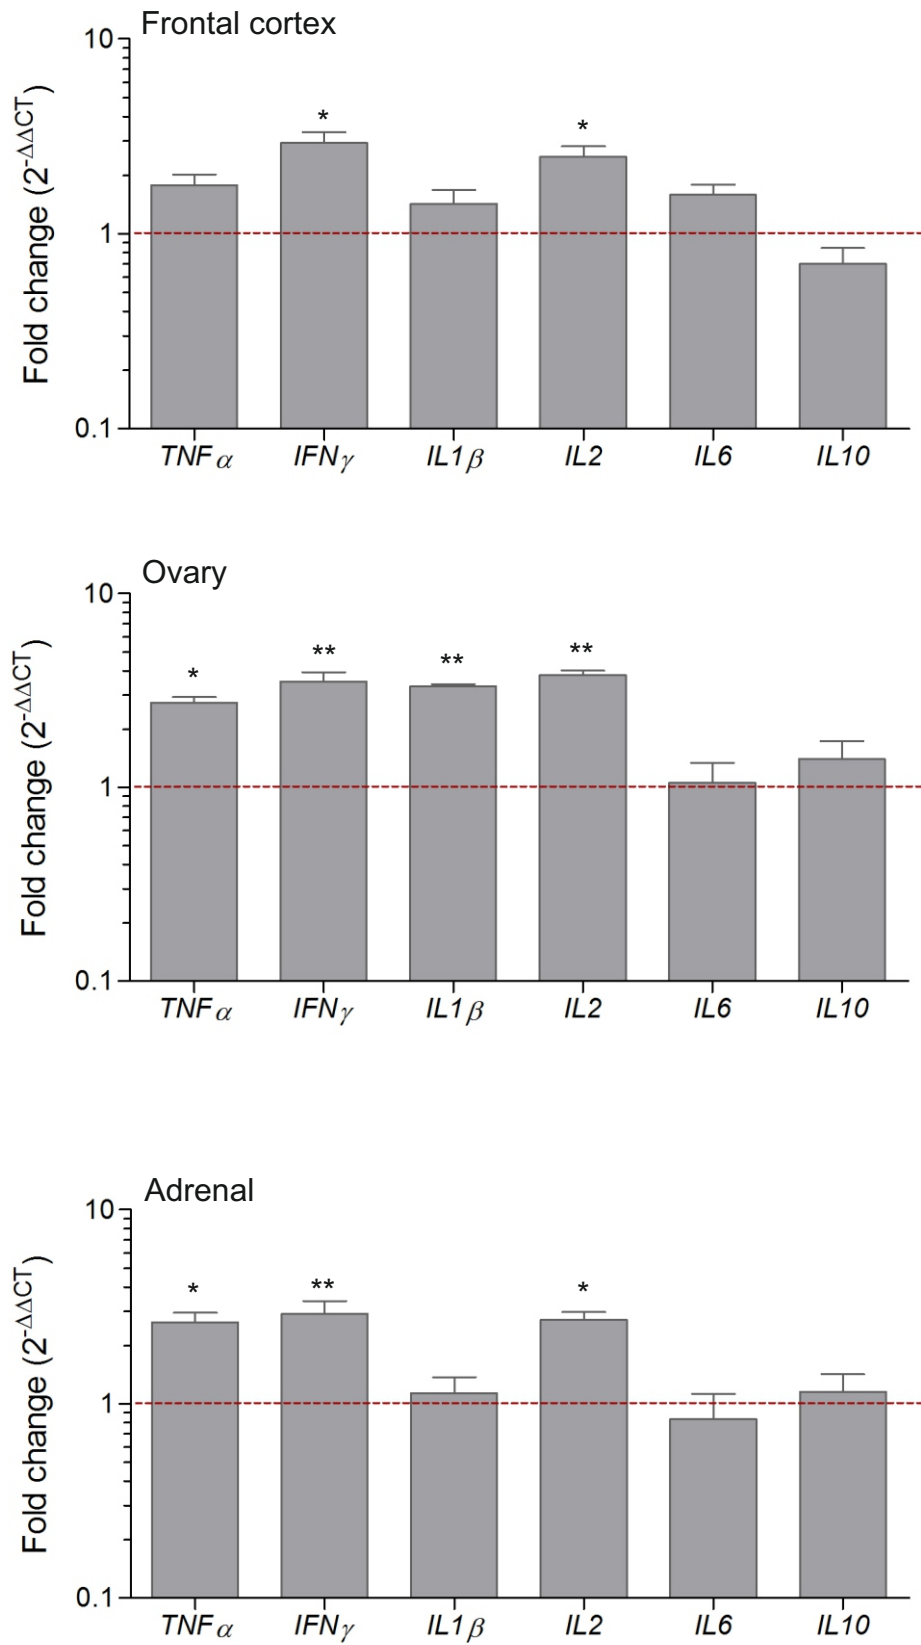 Frontal cortex
Fold change (2^-ΔΔCT)
10
* *
1
0.1
TNFα IFNγ IL1β IL2 IL6 IL10
Ovary
Fold change (2^-ΔΔCT)
10
* ** ** **
1
0.1
TNFα IFNγ IL1β IL2 IL6 IL10
Adrenal
Fold change (2^-ΔΔCT)
10
* ** *
1
0.1
TNFα IFNγ IL1β IL2 IL6 IL10